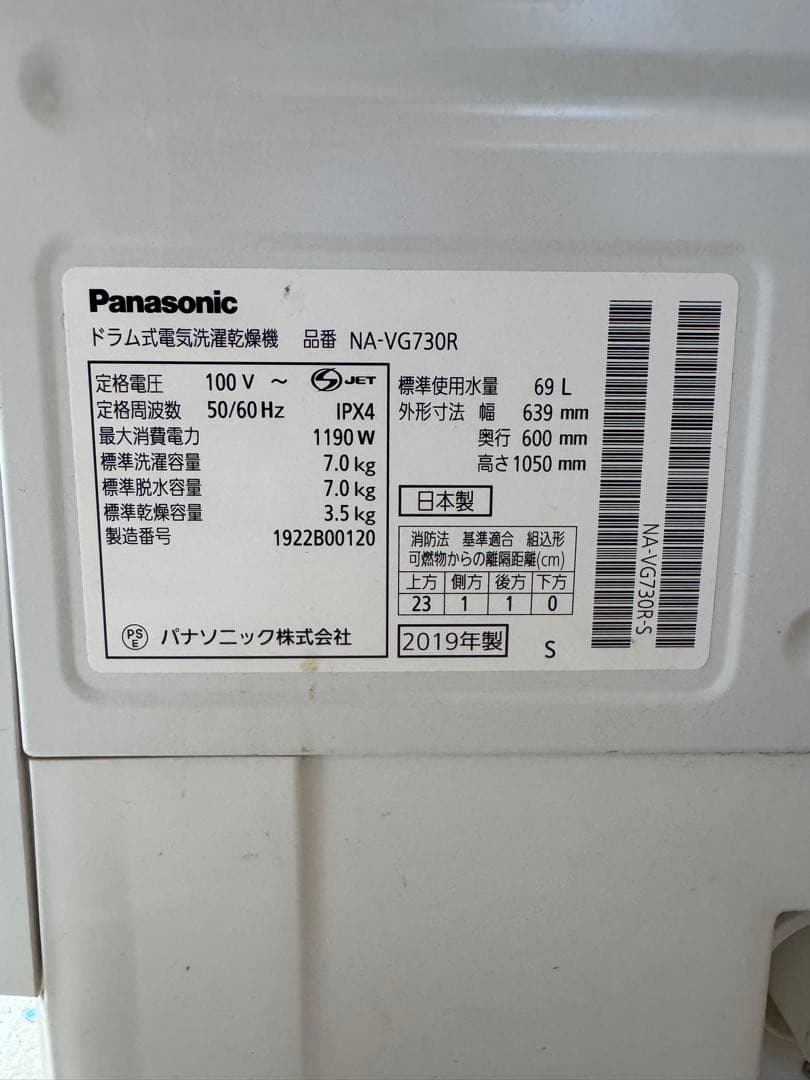 Panasonic
ドラム式電気洗濯乾燥機 品番 NA-VG730R
定格電圧 100 V ～ S JET
定格周波数 50/60 Hz IPX4
最大消費電力 1190 W
標準洗濯容量 7.0 kg
標準脱水容量 7.0 kg
標準乾燥容量 3.5 kg
製造番号 1922B00120
PS E パナソニック株式会社
標準使用水量 69 L
外形寸法 幅 639 mm
奥行 600 mm
高さ 1050 mm
日本製
消防法 基準適合 組込形
可燃物からの離隔距離(cm)
上方 側方 後方 下方
23 1 1 0
2019年製 S
NA-VG730R-S